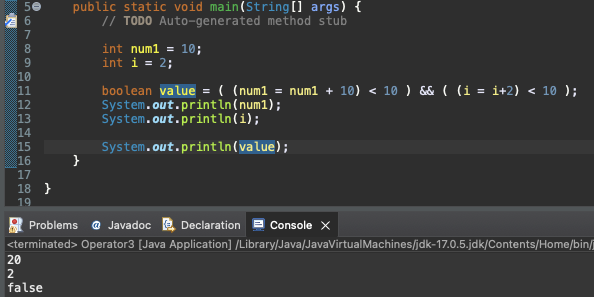 5 public static void main(String[] args) {
6 // TODO Auto-generated method stub
7
8 int num1 = 10;
9 int i = 2;
10
11 boolean value = ( (num1 = num1 + 10) < 10 ) && ( (i = i+2) < 10 );
12 System.out.println(num1);
13 System.out.println(i);
14
15 System.out.println(value);
16 }
17
18 }
19
Problems @ Javadoc Declaration Console
<terminated> Operator3 [Java Application] /Library/Java/JavaVirtualMachines/jdk-17.0.5.jdk/Contents/Home/bin/j
20
2
false